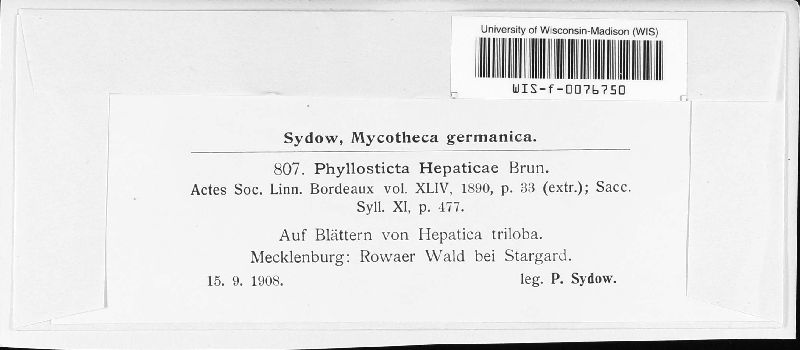 University of Wisconsin-Madison (WIS)
WIS-f-0076750
Sydow, Mycotheca germanica.
807. Phyllosticta Hepaticae Brun.
Actes Soc. Linn. Bordeaux vol. XLIV, 1890, p. 33 (extr.); Sacc.
Syll. XI, p. 477.
Auf Blättern von Hepatica triloba.
Mecklenburg: Rowaer Wald bei Stargard.
15. 9. 1908. leg. P. Sydow.